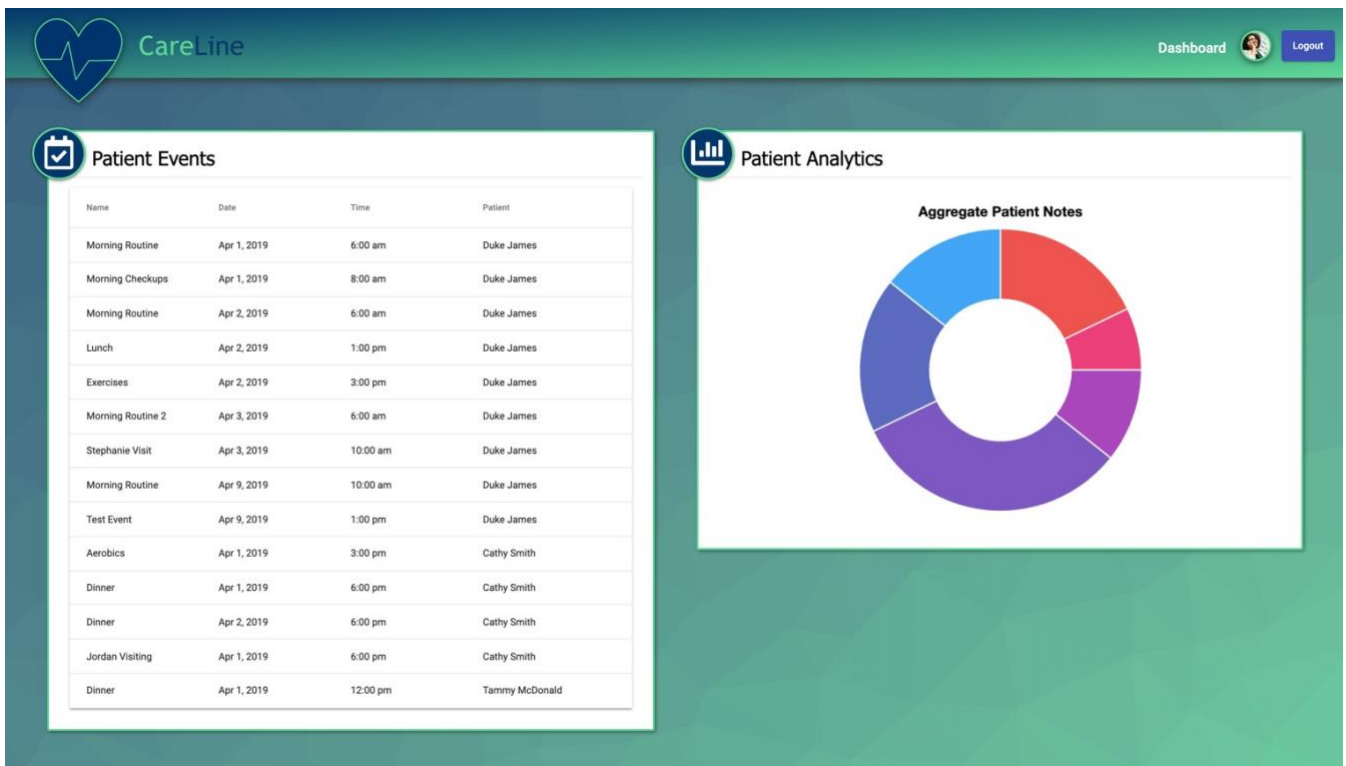 CareLine
Dashboard
Logout
Patient Events
Name Date Time Patient
Morning Routine Apr 1, 2019 6:00 am Duke James
Morning Checkups Apr 1, 2019 8:00 am Duke James
Morning Routine Apr 2, 2019 6:00 am Duke James
Lunch Apr 2, 2019 1:00 pm Duke James
Exercises Apr 2, 2019 3:00 pm Duke James
Morning Routine 2 Apr 3, 2019 6:00 am Duke James
Stephanie Visit Apr 3, 2019 10:00 am Duke James
Morning Routine Apr 9, 2019 10:00 am Duke James
Test Event Apr 9, 2019 1:00 pm Duke James
Aerobics Apr 1, 2019 3:00 pm Cathy Smith
Dinner Apr 1, 2019 6:00 pm Cathy Smith
Dinner Apr 2, 2019 6:00 pm Cathy Smith
Jordan Visiting Apr 1, 2019 6:00 pm Cathy Smith
Dinner Apr 1, 2019 12:00 pm Tammy McDonald
Patient Analytics
Aggregate Patient Notes